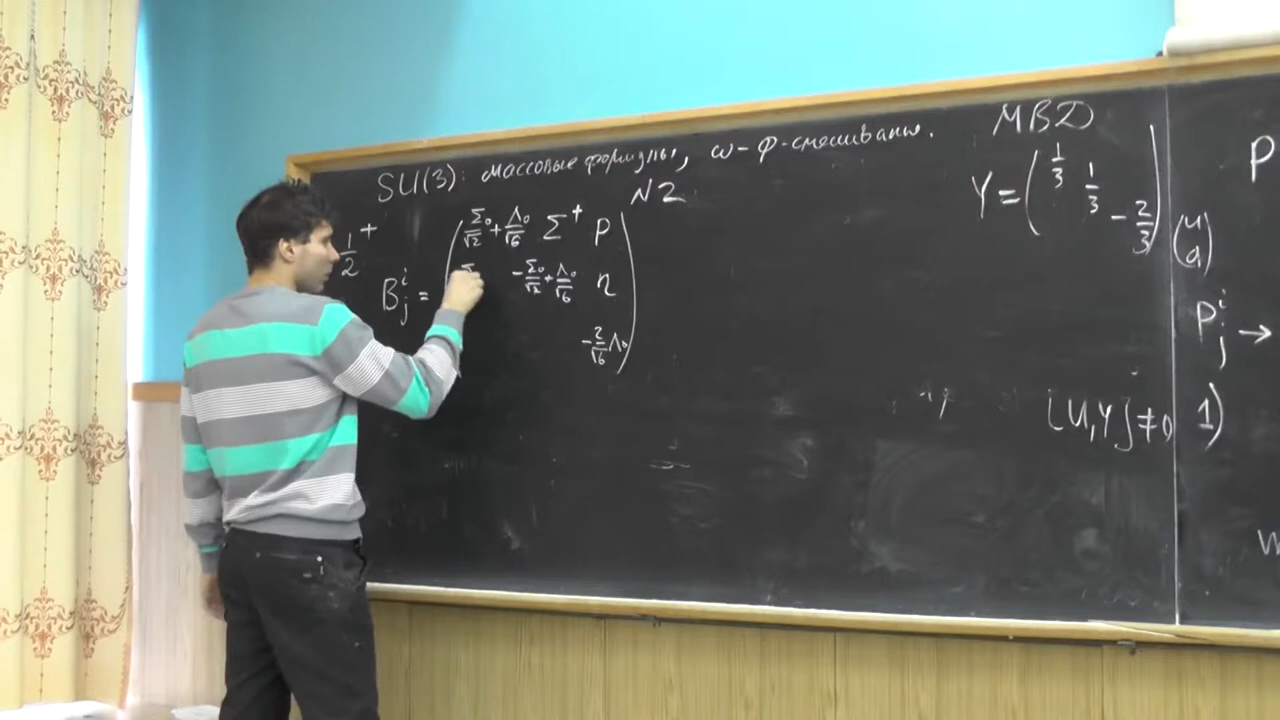 SU(3): массовые формулы, ω-φ-смешивание.
N2
1/2 +
B^i_j = ( Σ0/√2 + Λ0/√6 Σ+ p
Σ -Σ0/√2 + Λ0/√6 n
-2/√6 Λ0 )
МВД
Y = ( 1/3 1/3 -2/3 )
(u d)
P
P^i_j →
[U,Y] ≠ 0
1)